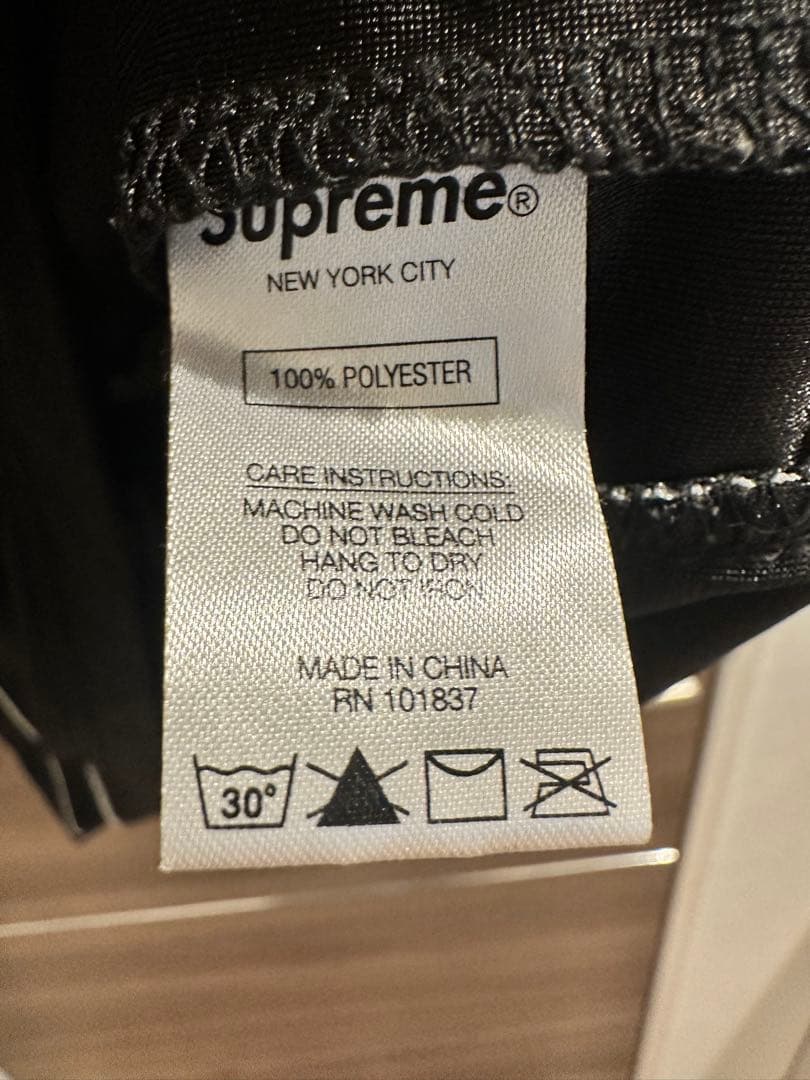 Supreme®
NEW YORK CITY
100% POLYESTER
CARE INSTRUCTIONS:
MACHINE WASH COLD
DO NOT BLEACH
HANG TO DRY
DO NOT IRON
MADE IN CHINA
RN 101837
30°